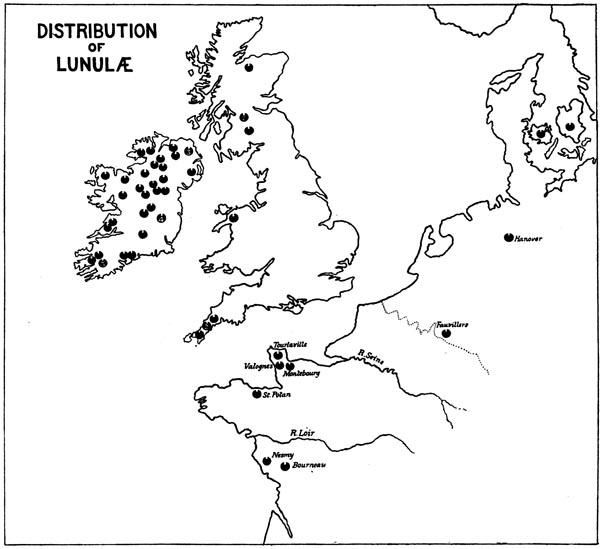 DISTRIBUTION
OF
LUNULÆ
Hanover
Fauvillers
Tourlaville
Valognes
Montebourg
R. Seine
St. Potan
R. Loir
Nesmy
Bourneau